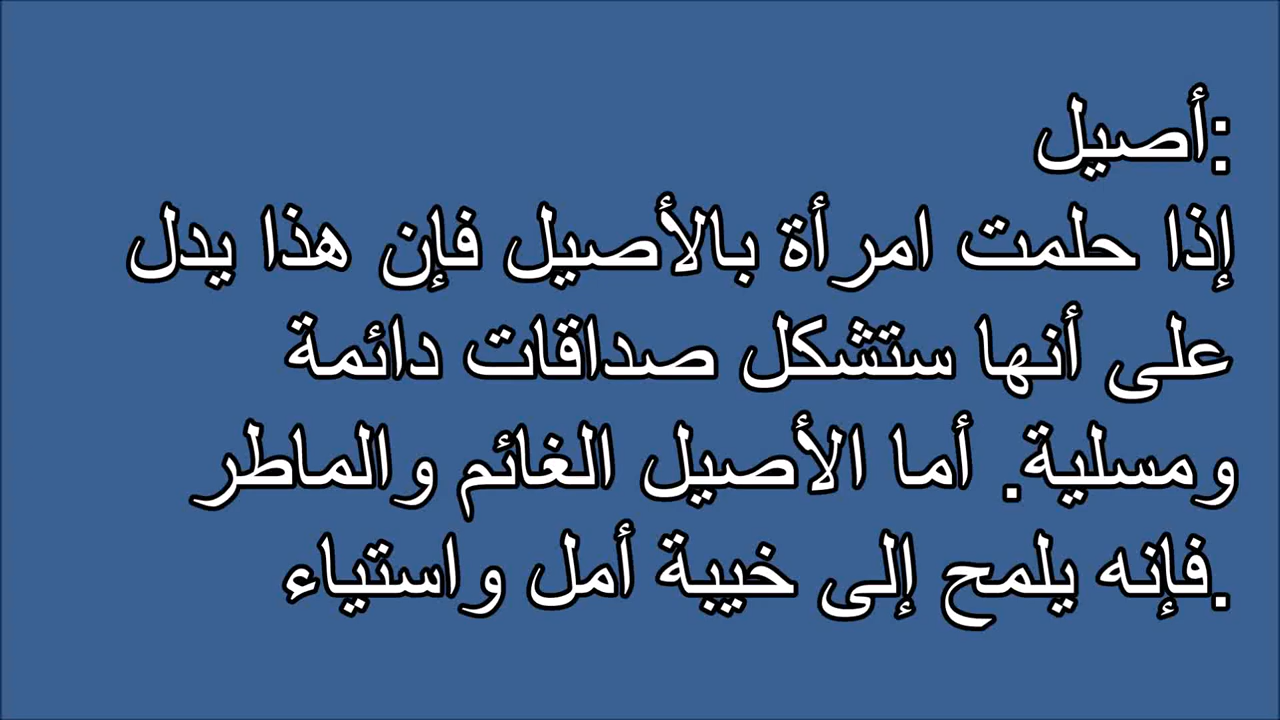 أصيل:
إذا حلمت امرأة بالأصيل فإن هذا يدل
على أنها ستشكل صداقات دائمة
ومسلية. أما الأصيل الغائم والماطر
فإنه يلمح إلى خيبة أمل واستياء.